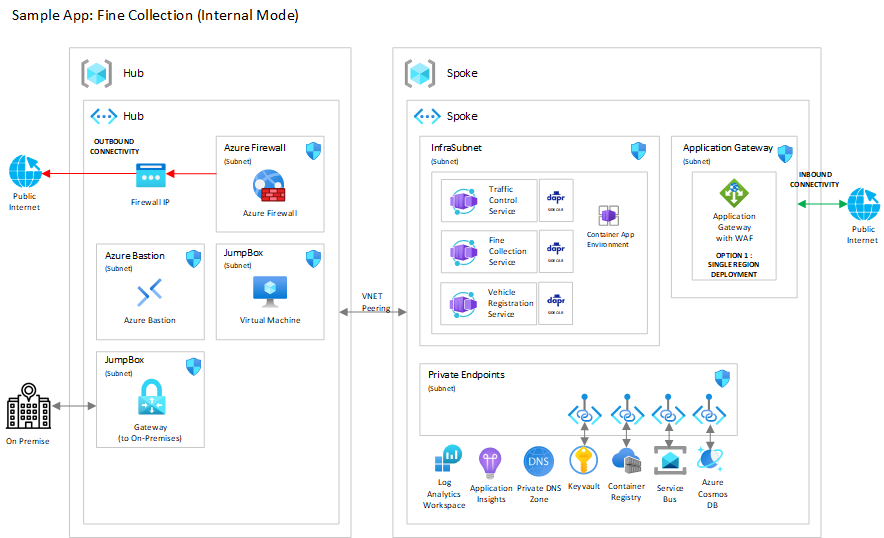 Sample App: Fine Collection (Internal Mode)
Hub
Hub
OUTBOUND
CONNECTIVITY
Public
Internet
Firewall IP
Azure Firewall
(Subnet)
Azure Firewall
Azure Bastion
(Subnet)
Azure Bastion
JumpBox
(Subnet)
Virtual Machine
JumpBox
(Subnet)
Gateway
(to On-Premises)
On Premise
VNET
Peering
Spoke
Spoke
InfraSubnet
(Subnet)
Traffic
Control
Service
dapr
SIDECAR
Fine
Collection
Service
dapr
SIDECAR
Vehicle
Registration
Service
dapr
SIDECAR
Container App
Environment
Application Gateway
(Subnet)
Application
Gateway
with WAF
OPTION 1 :
SINGLE REGION
DEPLOYMENT
INBOUND
CONNECTIVITY
Public
Internet
Private Endpoints
(Subnet)
Log
Analytics
Workspace
Application
Insights
DNS
Private DNS
Zone
Keyvault
Container
Registry
Service
Bus
Azure
Cosmos
DB